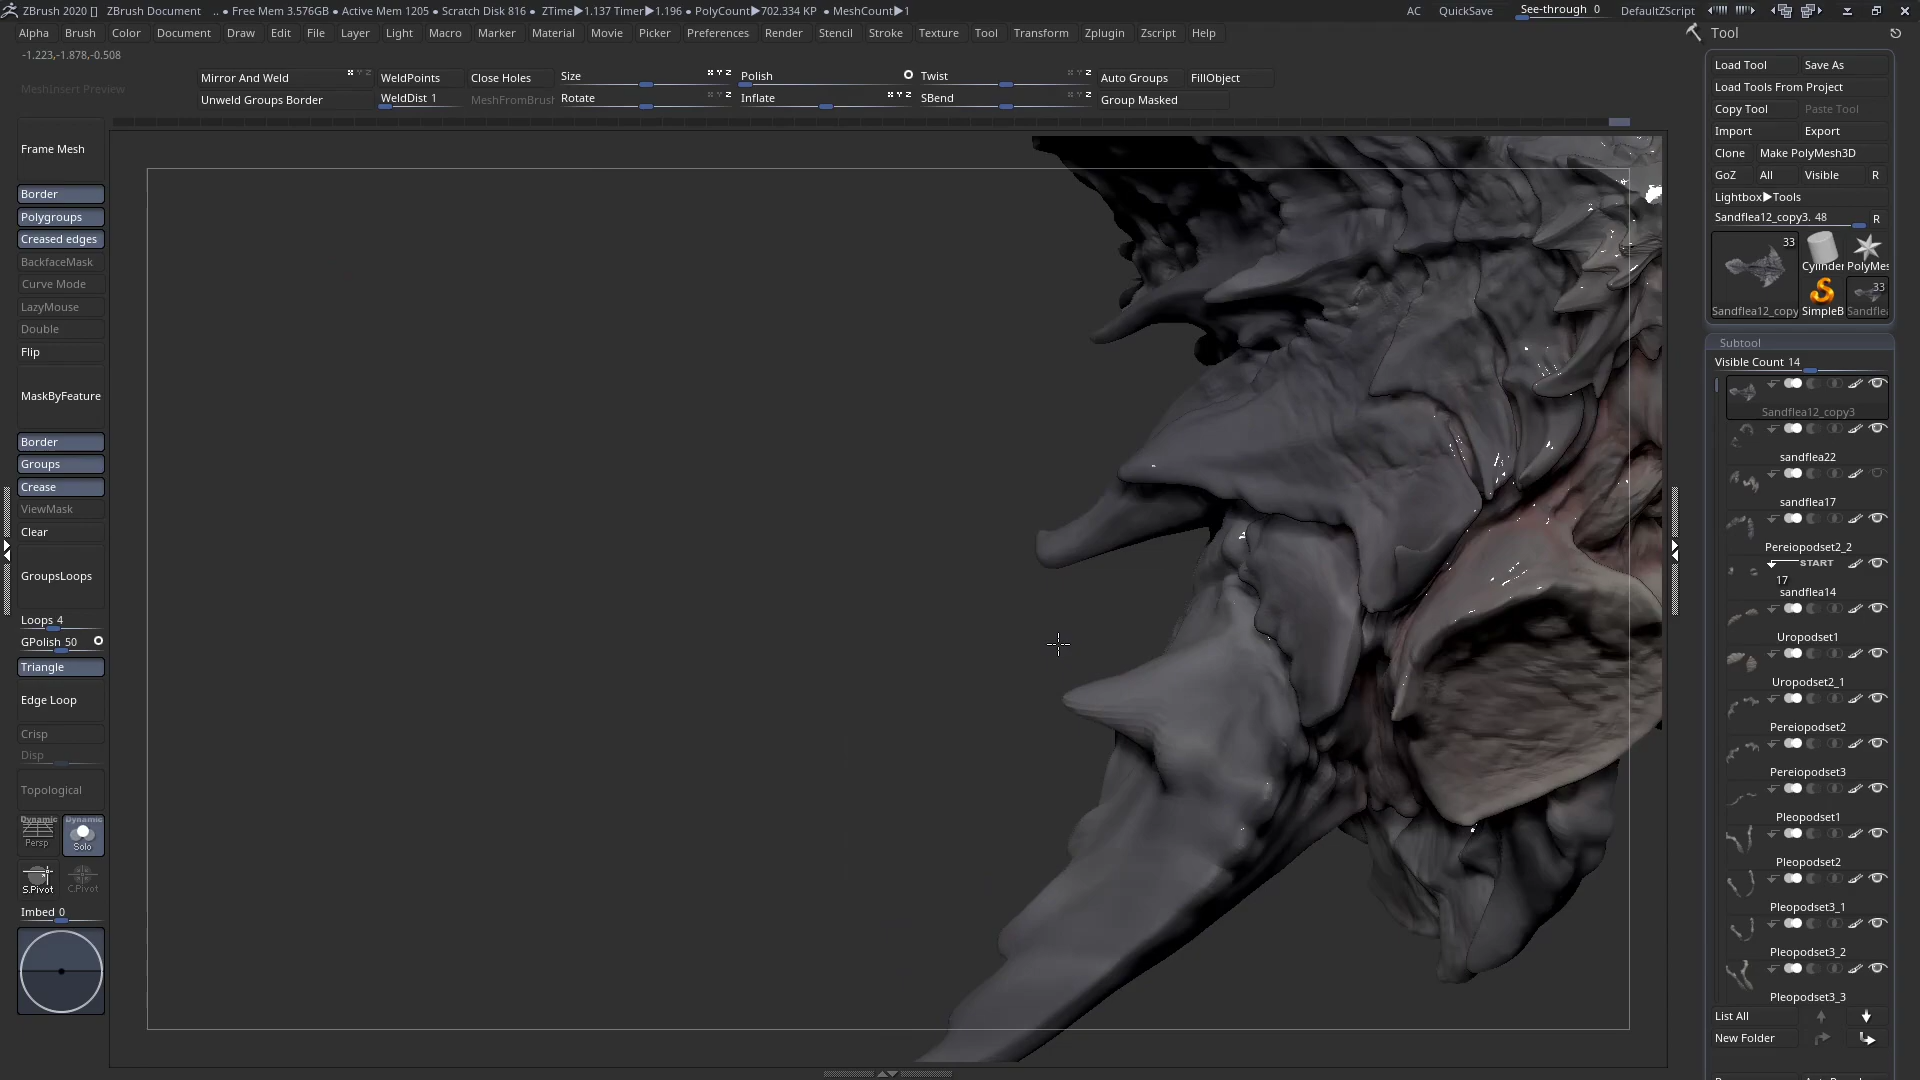 ZBrush 2020 [] ZBrush Document .. • Free Mem 3.576GB • Active Mem 1205 • Scratch Disk 816 • ZTime▶1.137 Timer▶1.196 • PolyCount▶702.334 KP • MeshCount▶1 AC QuickSave See-through 0 DefaultZScript
Alpha Brush Color Document Draw Edit File Layer Light Macro Marker Material Movie Picker Preferences Render Stencil Stroke Texture Tool Transform Zplugin Zscript Help
-1.223,-1.878,-0.508
MeshInsert Preview
Mirror And Weld WeldPoints Close Holes Size Polish Twist Auto Groups FillObject
Unweld Groups Border WeldDist 1 MeshFromBrush Rotate Inflate SBend Group Masked
Frame Mesh
Border
Polygroups
Creased edges
BackfaceMask
Curve Mode
LazyMouse
Double
Flip
MaskByFeature
Border
Groups
Crease
ViewMask
Clear
GroupsLoops
Loops 4
GPolish 50
Triangle
Edge Loop
Crisp
Disp
Topological
Dynamic
Persp
Dynamic
Solo
S.Pivot
C.Pivot
Imbed 0
Tool
Load Tool Save As
Load Tools From Project
Copy Tool Paste Tool
Import Export
Clone Make PolyMesh3D
GoZ All Visible R
Lightbox▶Tools
Sandflea12_copy3. 48 R
33
Cylinder PolyMes
33
Sandflea12_copy SimpleB Sandflea
Subtool
Visible Count 14
Sandflea12_copy3
sandflea22
sandflea17
Pereiopodset2_2
START
17
sandflea14
Uropodset1
Uropodset2_1
Pereiopodset2
Pereiopodset3
Pleopodset1
Pleopodset2
Pleopodset3_1
Pleopodset3_2
Pleopodset3_3
List All
New Folder